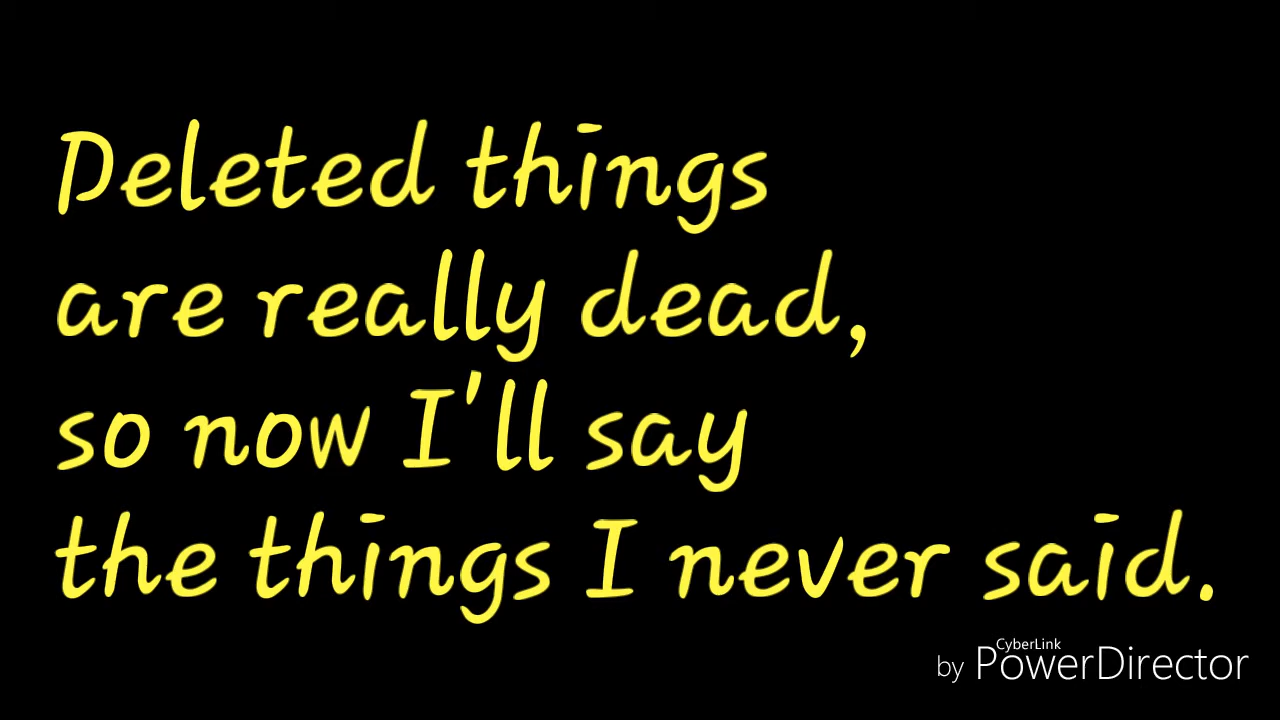 Deleted things
are really dead,
so now I'll say
the things I never said.
CyberLink
by PowerDirector